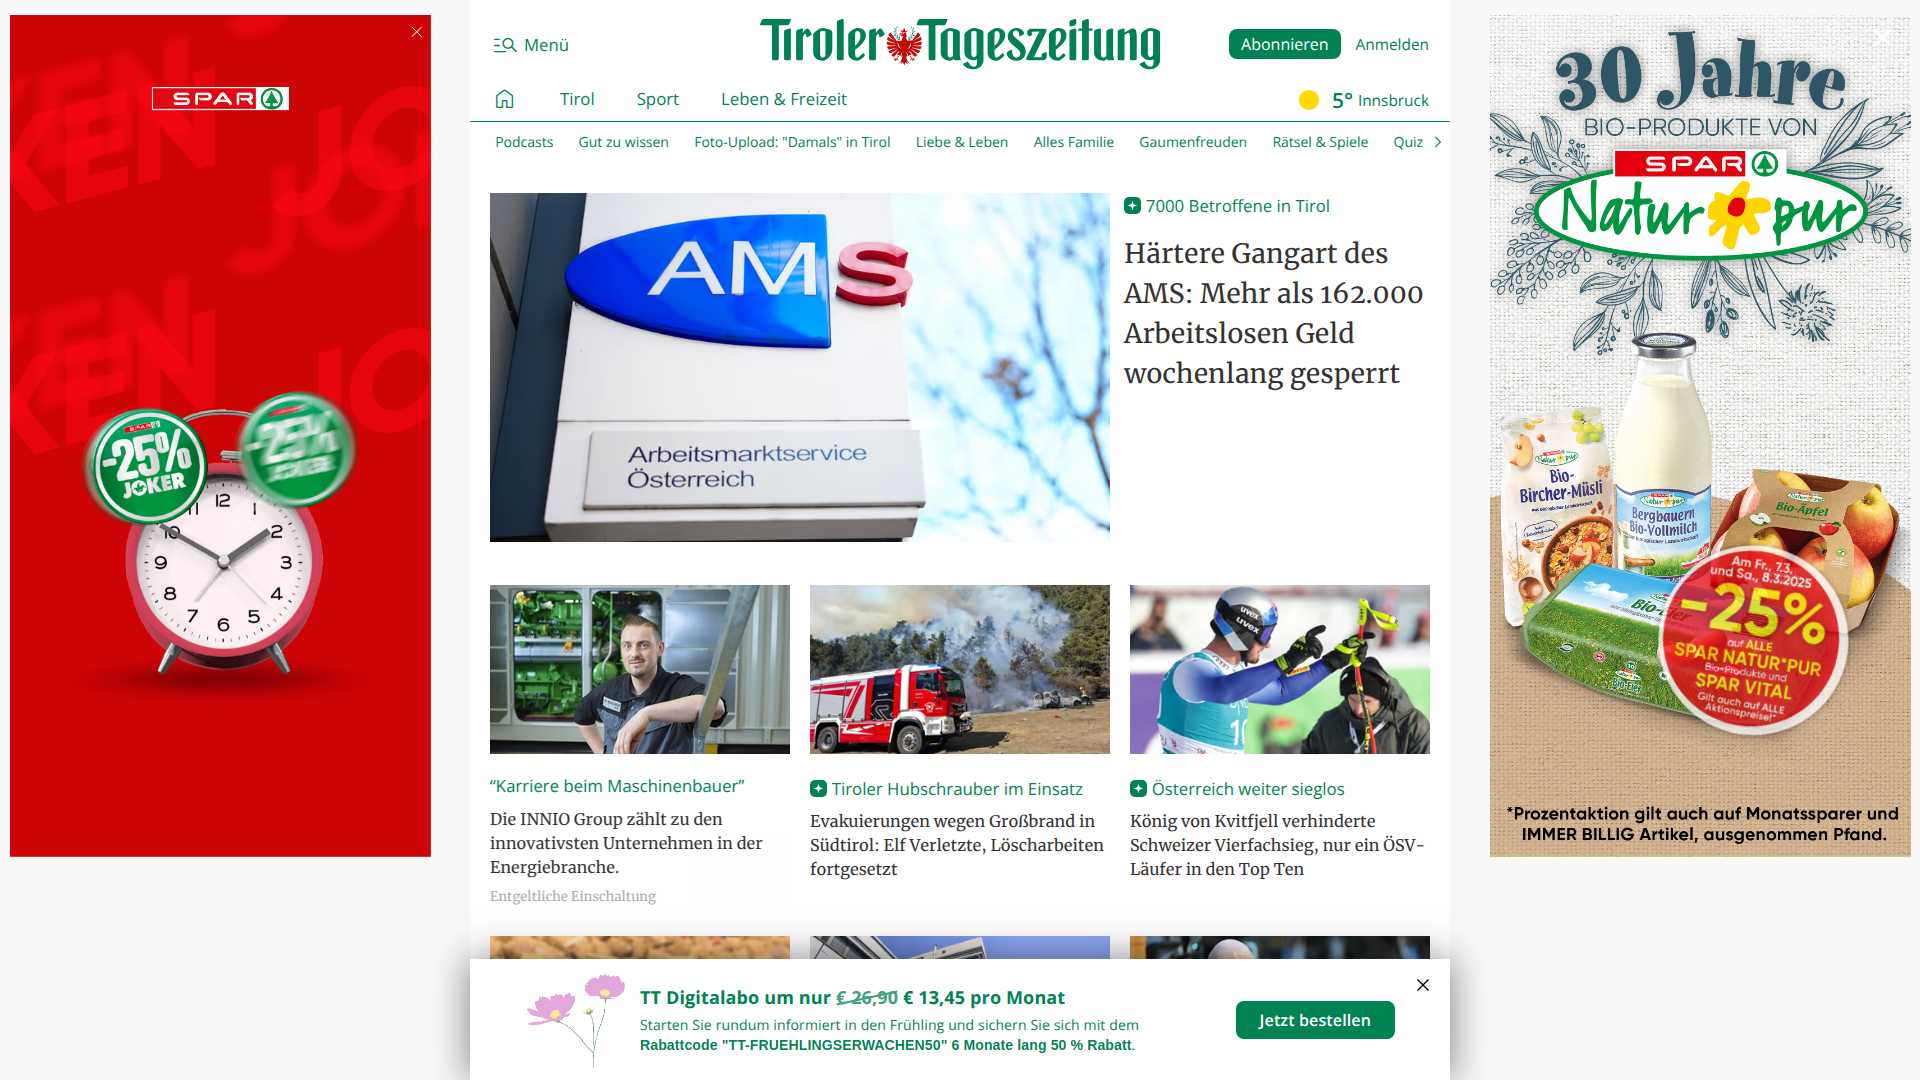 SPAR
-25%
JOKER
12
1
2
3
4
5
6
7
8
9
10
11
Menü
Tiroler Tageszeitung
Abonnieren
Anmelden
Tirol
Sport
Leben & Freizeit
5° Innsbruck
Podcasts
Gut zu wissen
Foto-Upload: "Damals" in Tirol
Liebe & Leben
Alles Familie
Gaumenfreuden
Rätsel & Spiele
Quiz
AMS
Arbeitsmarktservice
Österreich
7000 Betroffene in Tirol
Härtere Gangart des
AMS: Mehr als 162.000
Arbeitslosen Geld
wochenlang gesperrt
uvex
uvex
“Karriere beim Maschinenbauer”
Die INNIO Group zählt zu den
innovativsten Unternehmen in der
Energiebranche.
Entgeltliche Einschaltung
Tiroler Hubschrauber im Einsatz
Evakuierungen wegen Großbrand in
Südtirol: Elf Verletzte, Löscharbeiten
fortgesetzt
Österreich weiter sieglos
König von Kvitfjell verhinderte
Schweizer Vierfachsieg, nur ein ÖSV-
Läufer in den Top Ten
TT Digitalabo um nur € 26,90 € 13,45 pro Monat
Starten Sie rundum informiert in den Frühling und sichern Sie sich mit dem
Rabattcode "TT-FRUEHLINGSERWACHEN50" 6 Monate lang 50 % Rabatt.
Jetzt bestellen
30 Jahre
BIO-PRODUKTE VON
SPAR
Natur pur
Bio-
Bircher-Müsli
Bergbauern
Bio-Vollmilch
Bio-Äpfel
Am Fr., 7.3.
und Sa., 8.3.2025
-25%
auf ALLE
SPAR NATUR*PUR
Bio-Produkte und
SPAR VITAL
Gilt auch auf ALLE
Aktionspreise!*
*Prozentaktion gilt auch auf Monatssparer und
IMMER BILLIG Artikel, ausgenommen Pfand.